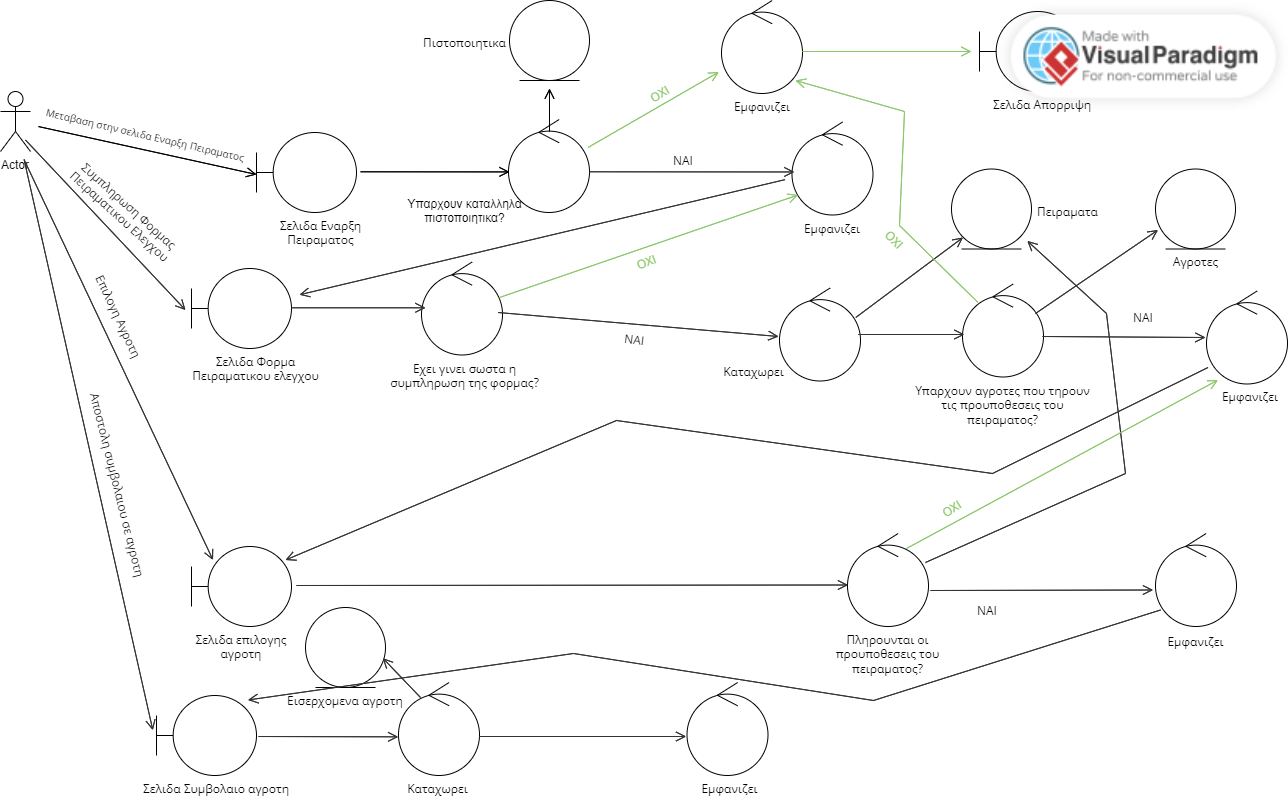 Πιστοποιητικα
Made with
VisualParadigm
For non-commercial use
ΟΧΙ
Εμφανιζει
Σελιδα Απορριψη
Μεταβαση στην σελιδα Εναρξη Πειραματος
Actor
ΝΑΙ
Συμπληρωση Φορμας
Πειραματικου Ελεγχου
Υπαρχουν καταλληλα
πιστοποιητικα?
Σελιδα Εναρξη
Πειραματος
Εμφανιζει
Πειραματα
ΟΧΙ
ΟΧΙ
Αγροτες
Επιλογη Αγροτη
ΝΑΙ
ΝΑΙ
Σελιδα Φορμα
Πειραματικου ελεγχου
Εχει γινει σωστα η
συμπληρωση της φορμας?
Καταχωρει
Υπαρχουν αγροτες που τηρουν
τις προυποθεσεις του
πειραματος?
Εμφανιζει
Αποστολη συμβολαιου σε αγροτη
ΟΧΙ
ΝΑΙ
Σελιδα επιλογης
αγροτη
Πληρουνται οι
προυποθεσεις του
πειραματος?
Εμφανιζει
Εισερχομενα αγροτη
Σελιδα Συμβολαιο αγροτη
Καταχωρει
Εμφανιζει